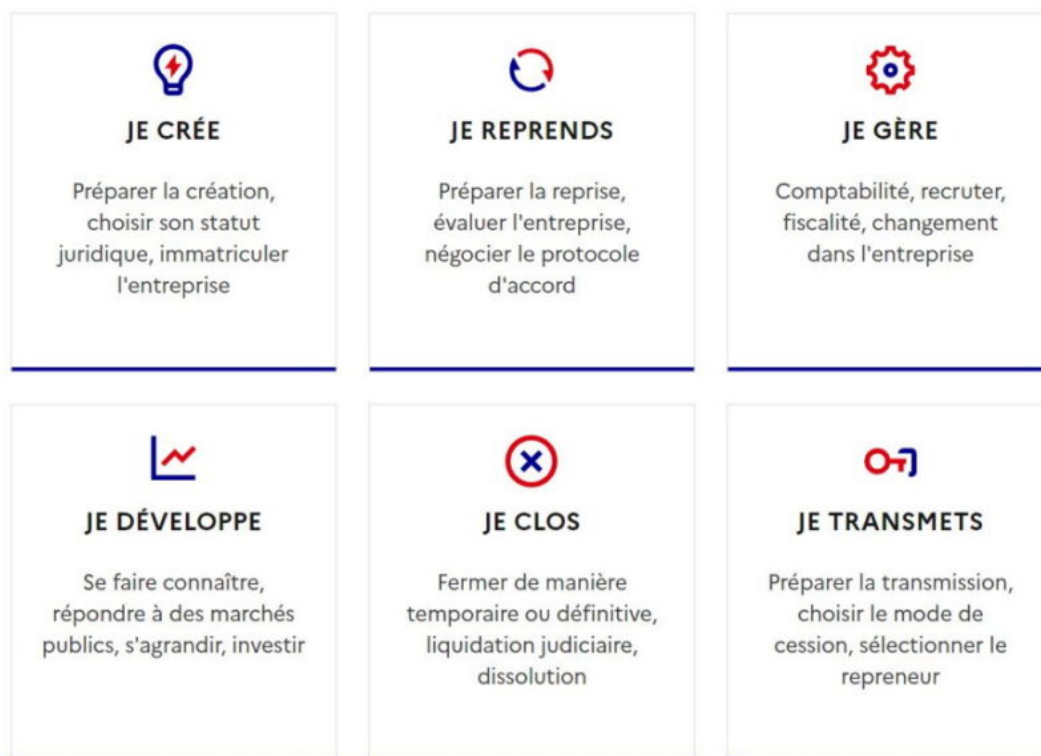 JE CRÉE
Préparer la création,
choisir son statut
juridique, immatriculer
l'entreprise
JE REPRENDS
Préparer la reprise,
évaluer l'entreprise,
négocier le protocole
d'accord
JE GÈRE
Comptabilité, recruter,
fiscalité, changement
dans l'entreprise
JE DÉVELOPPE
Se faire connaître,
répondre à des marchés
publics, s'agrandir, investir
JE CLOS
Fermer de manière
temporaire ou définitive,
liquidation judiciaire,
dissolution
JE TRANSMETS
Préparer la transmission,
choisir le mode de
cession, sélectionner le
repreneur